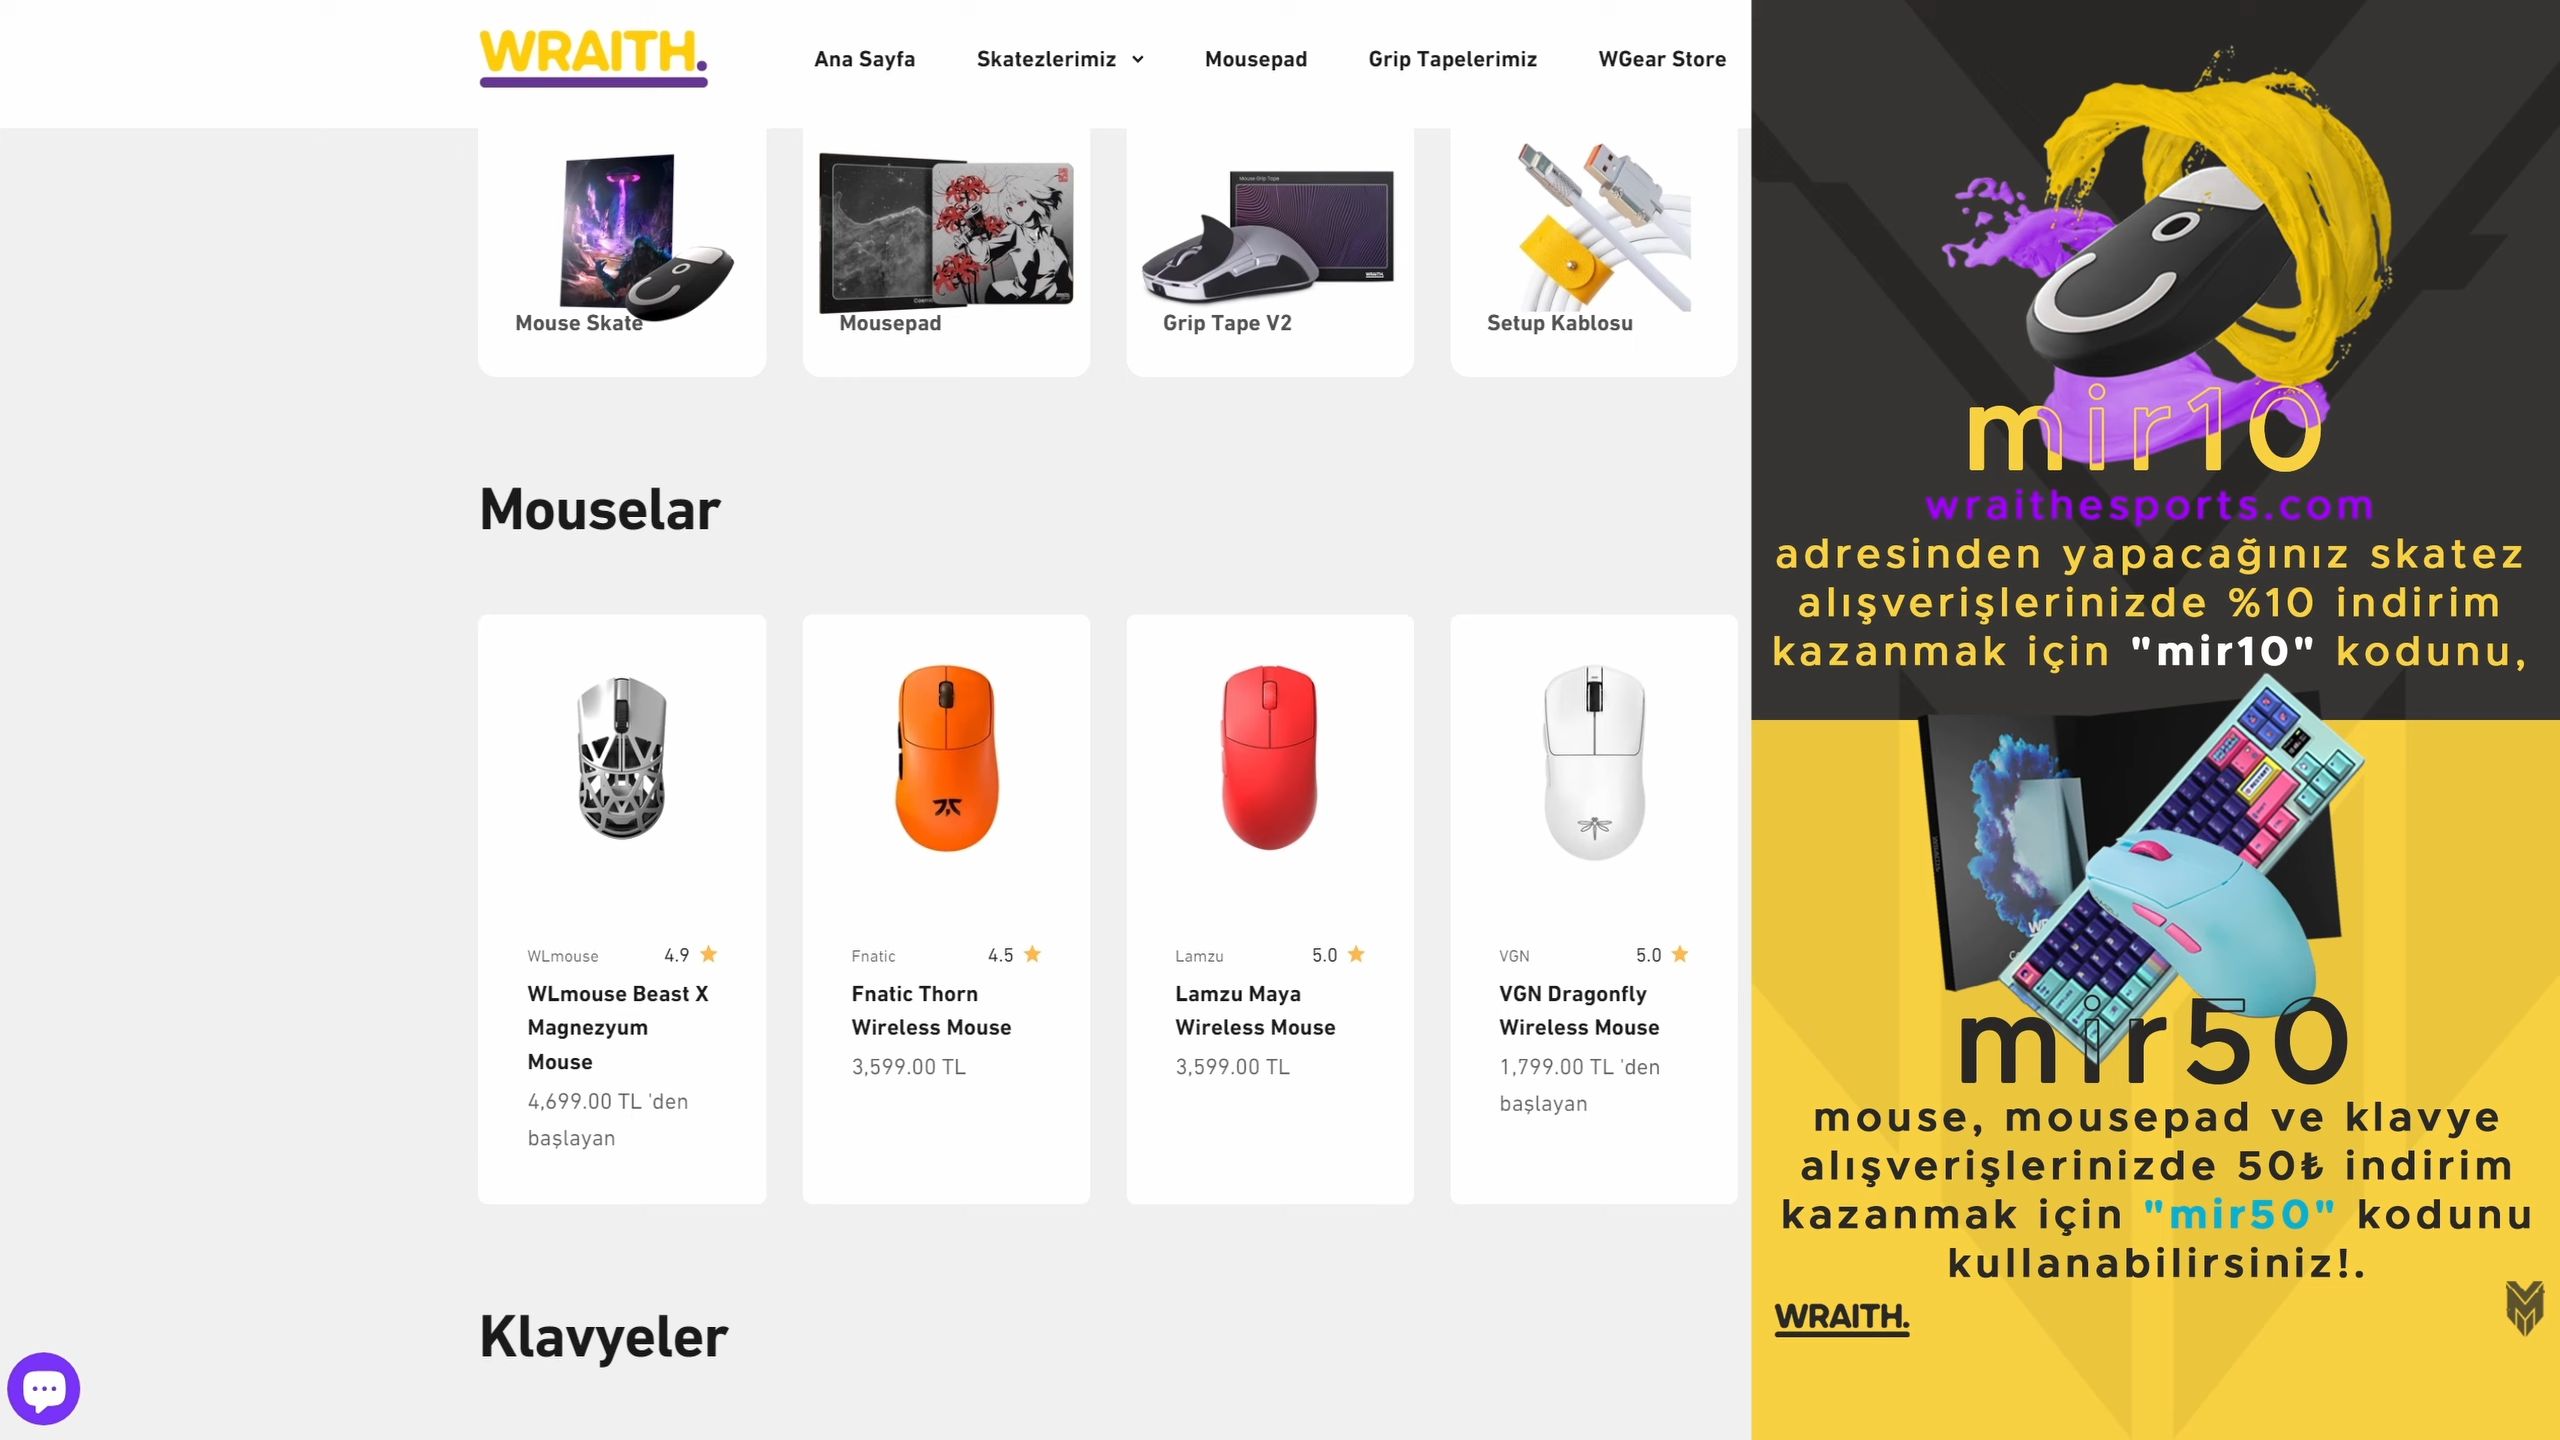 WRAITH.
Ana Sayfa
Skatezlerimiz
Mousepad
Grip Tapelerimiz
WGear Store
Mouse Skate
Mousepad
Grip Tape V2
Setup Kablosu
Mouse Grip Tape
WRAITH.
Mouselar
WLmouse 4.9
WLmouse Beast X
Magnezyum
Mouse
4,699.00 TL 'den
başlayan
Fnatic 4.5
Fnatic Thorn
Wireless Mouse
3,599.00 TL
Lamzu 5.0
Lamzu Maya
Wireless Mouse
3,599.00 TL
VGN 5.0
VGN Dragonfly
Wireless Mouse
1,799.00 TL 'den
başlayan
Klavyeler
mir10
wraithesports.com
adresinden yapacağınız skatez
alışverişlerinizde %10 indirim
kazanmak için "mir10" kodunu,
mir50
mouse, mousepad ve klavye
alışverişlerinizde 50₺ indirim
kazanmak için "mir50" kodunu
kullanabilirsiniz!.
WRAITH.